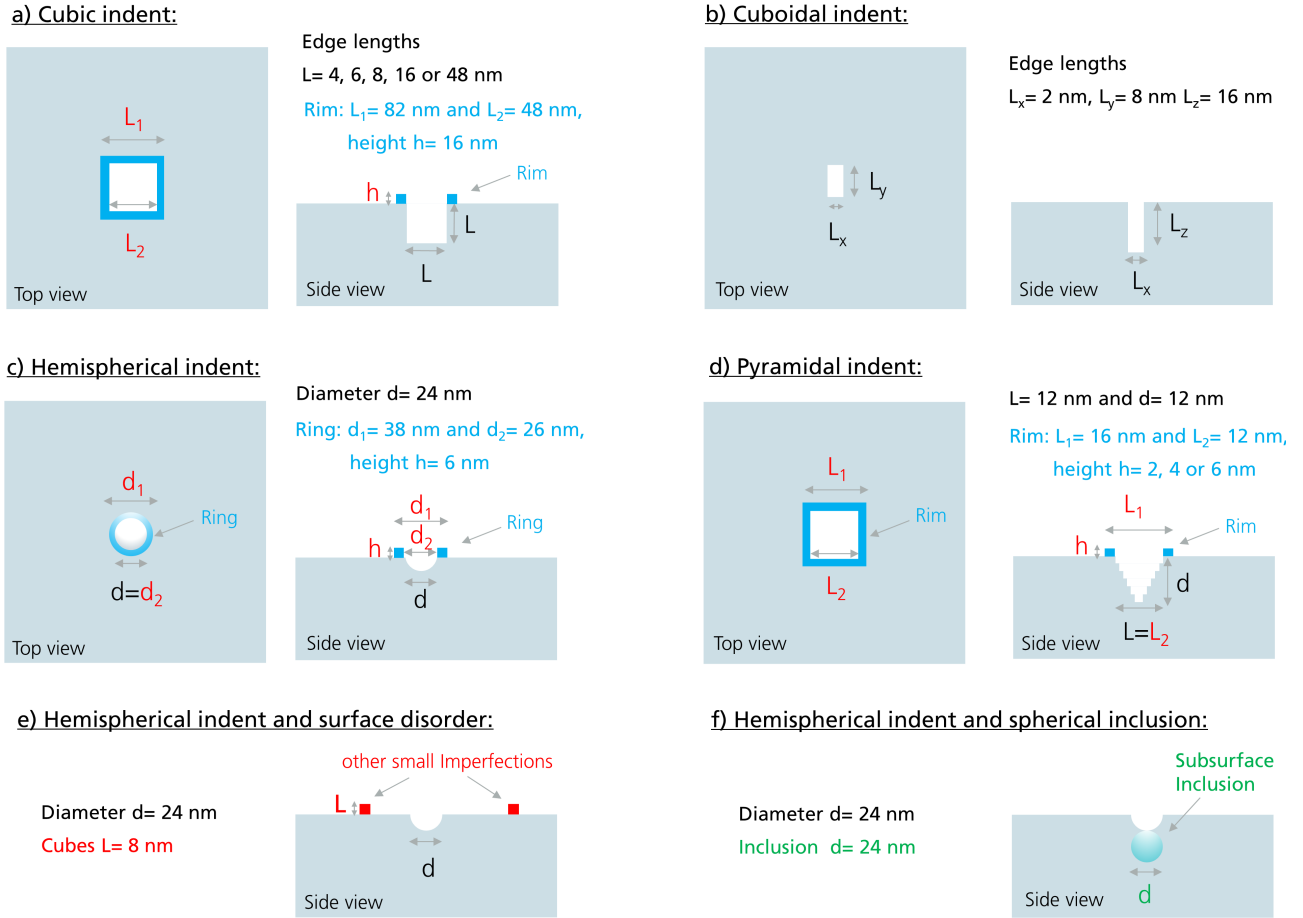 a) Cubic indent:
Edge lengths
L= 4, 6, 8, 16 or 48 nm
Rim: L1= 82 nm and L2= 48 nm,
height h= 16 nm
L1
L2
Top view
Rim
h
L
L
Side view
b) Cuboidal indent:
Edge lengths
Lx= 2 nm, Ly= 8 nm Lz= 16 nm
Ly
Lx
Top view
Lz
Lx
Side view
c) Hemispherical indent:
Diameter d= 24 nm
Ring: d1= 38 nm and d2= 26 nm,
height h= 6 nm
d1
Ring
d=d2
Top view
d1
Ring
h
d2
d
Side view
d) Pyramidal indent:
L= 12 nm and d= 12 nm
Rim: L1= 16 nm and L2= 12 nm,
height h= 2, 4 or 6 nm
L1
Rim
L2
Top view
L1
Rim
h
d
L=L2
Side view
e) Hemispherical indent and surface disorder:
other small Imperfections
Diameter d= 24 nm
Cubes L= 8 nm
L
d
Side view
f) Hemispherical indent and spherical inclusion:
Subsurface
Inclusion
Diameter d= 24 nm
Inclusion d= 24 nm
d
Side view